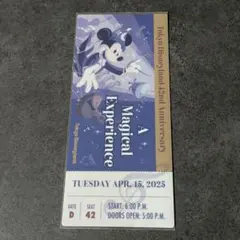 Tokyo Disneyland 42nd Anniversary
A
Magical
Experience
TUESDAY APR. 15, 2025
GATE
D
SEAT
42
START: 6:00 P.M.
DOORS OPEN: 5:00 P.M.